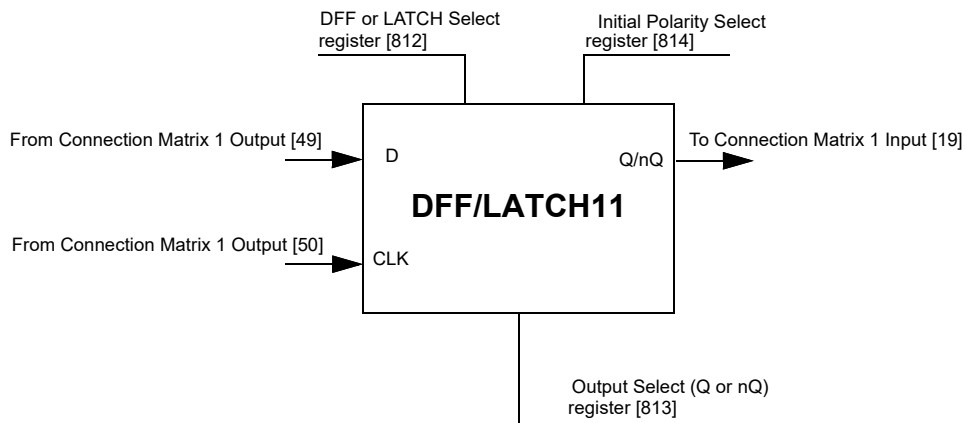 DFF or LATCH Select
register [812]
Initial Polarity Select
register [814]
From Connection Matrix 1 Output [49]
To Connection Matrix 1 Input [19]
D
Q/nQ
DFF/LATCH11
From Connection Matrix 1 Output [50]
CLK
Output Select (Q or nQ)
register [813]